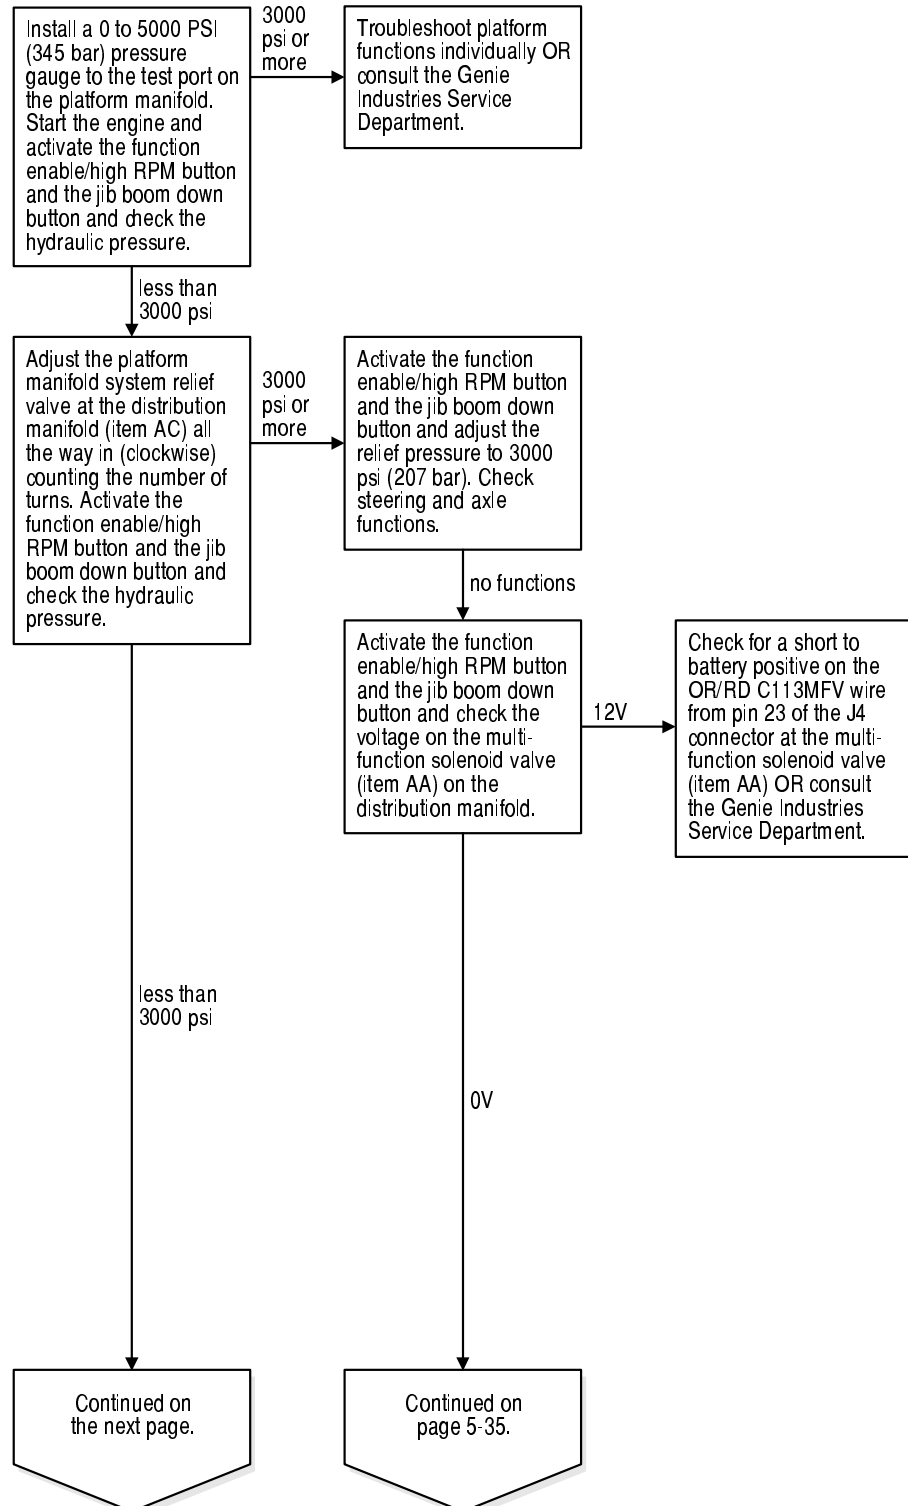 Install a 0 to 5000 PSI
(345 bar) pressure
gauge to the test port on
the platform manifold.
Start the engine and
activate the function
enable/high RPM button
and the jib boom down
button and check the
hydraulic pressure.
3000
psi or
more
Troubleshoot platform
functions individually OR
consult the Genie
Industries Service
Department.
less than
3000 psi
Adjust the platform
manifold system relief
valve at the distribution
manifold (item AC) all
the way in (clockwise)
counting the number of
turns. Activate the
function enable/high
RPM button and the jib
boom down button and
check the hydraulic
pressure.
3000
psi or
more
Activate the function
enable/high RPM button
and the jib boom down
button and adjust the
relief pressure to 3000
psi (207 bar). Check
steering and axle
functions.
no functions
Activate the function
enable/high RPM button
and the jib boom down
button and check the
voltage on the multi-
function solenoid valve
(item AA) on the
distribution manifold.
12V
Check for a short to
battery positive on the
OR/RD C113MFV wire
from pin 23 of the J4
connector at the multi-
function solenoid valve
(item AA) OR consult
the Genie Industries
Service Department.
less than
3000 psi
0V
Continued on
the next page.
Continued on
page 5-35.